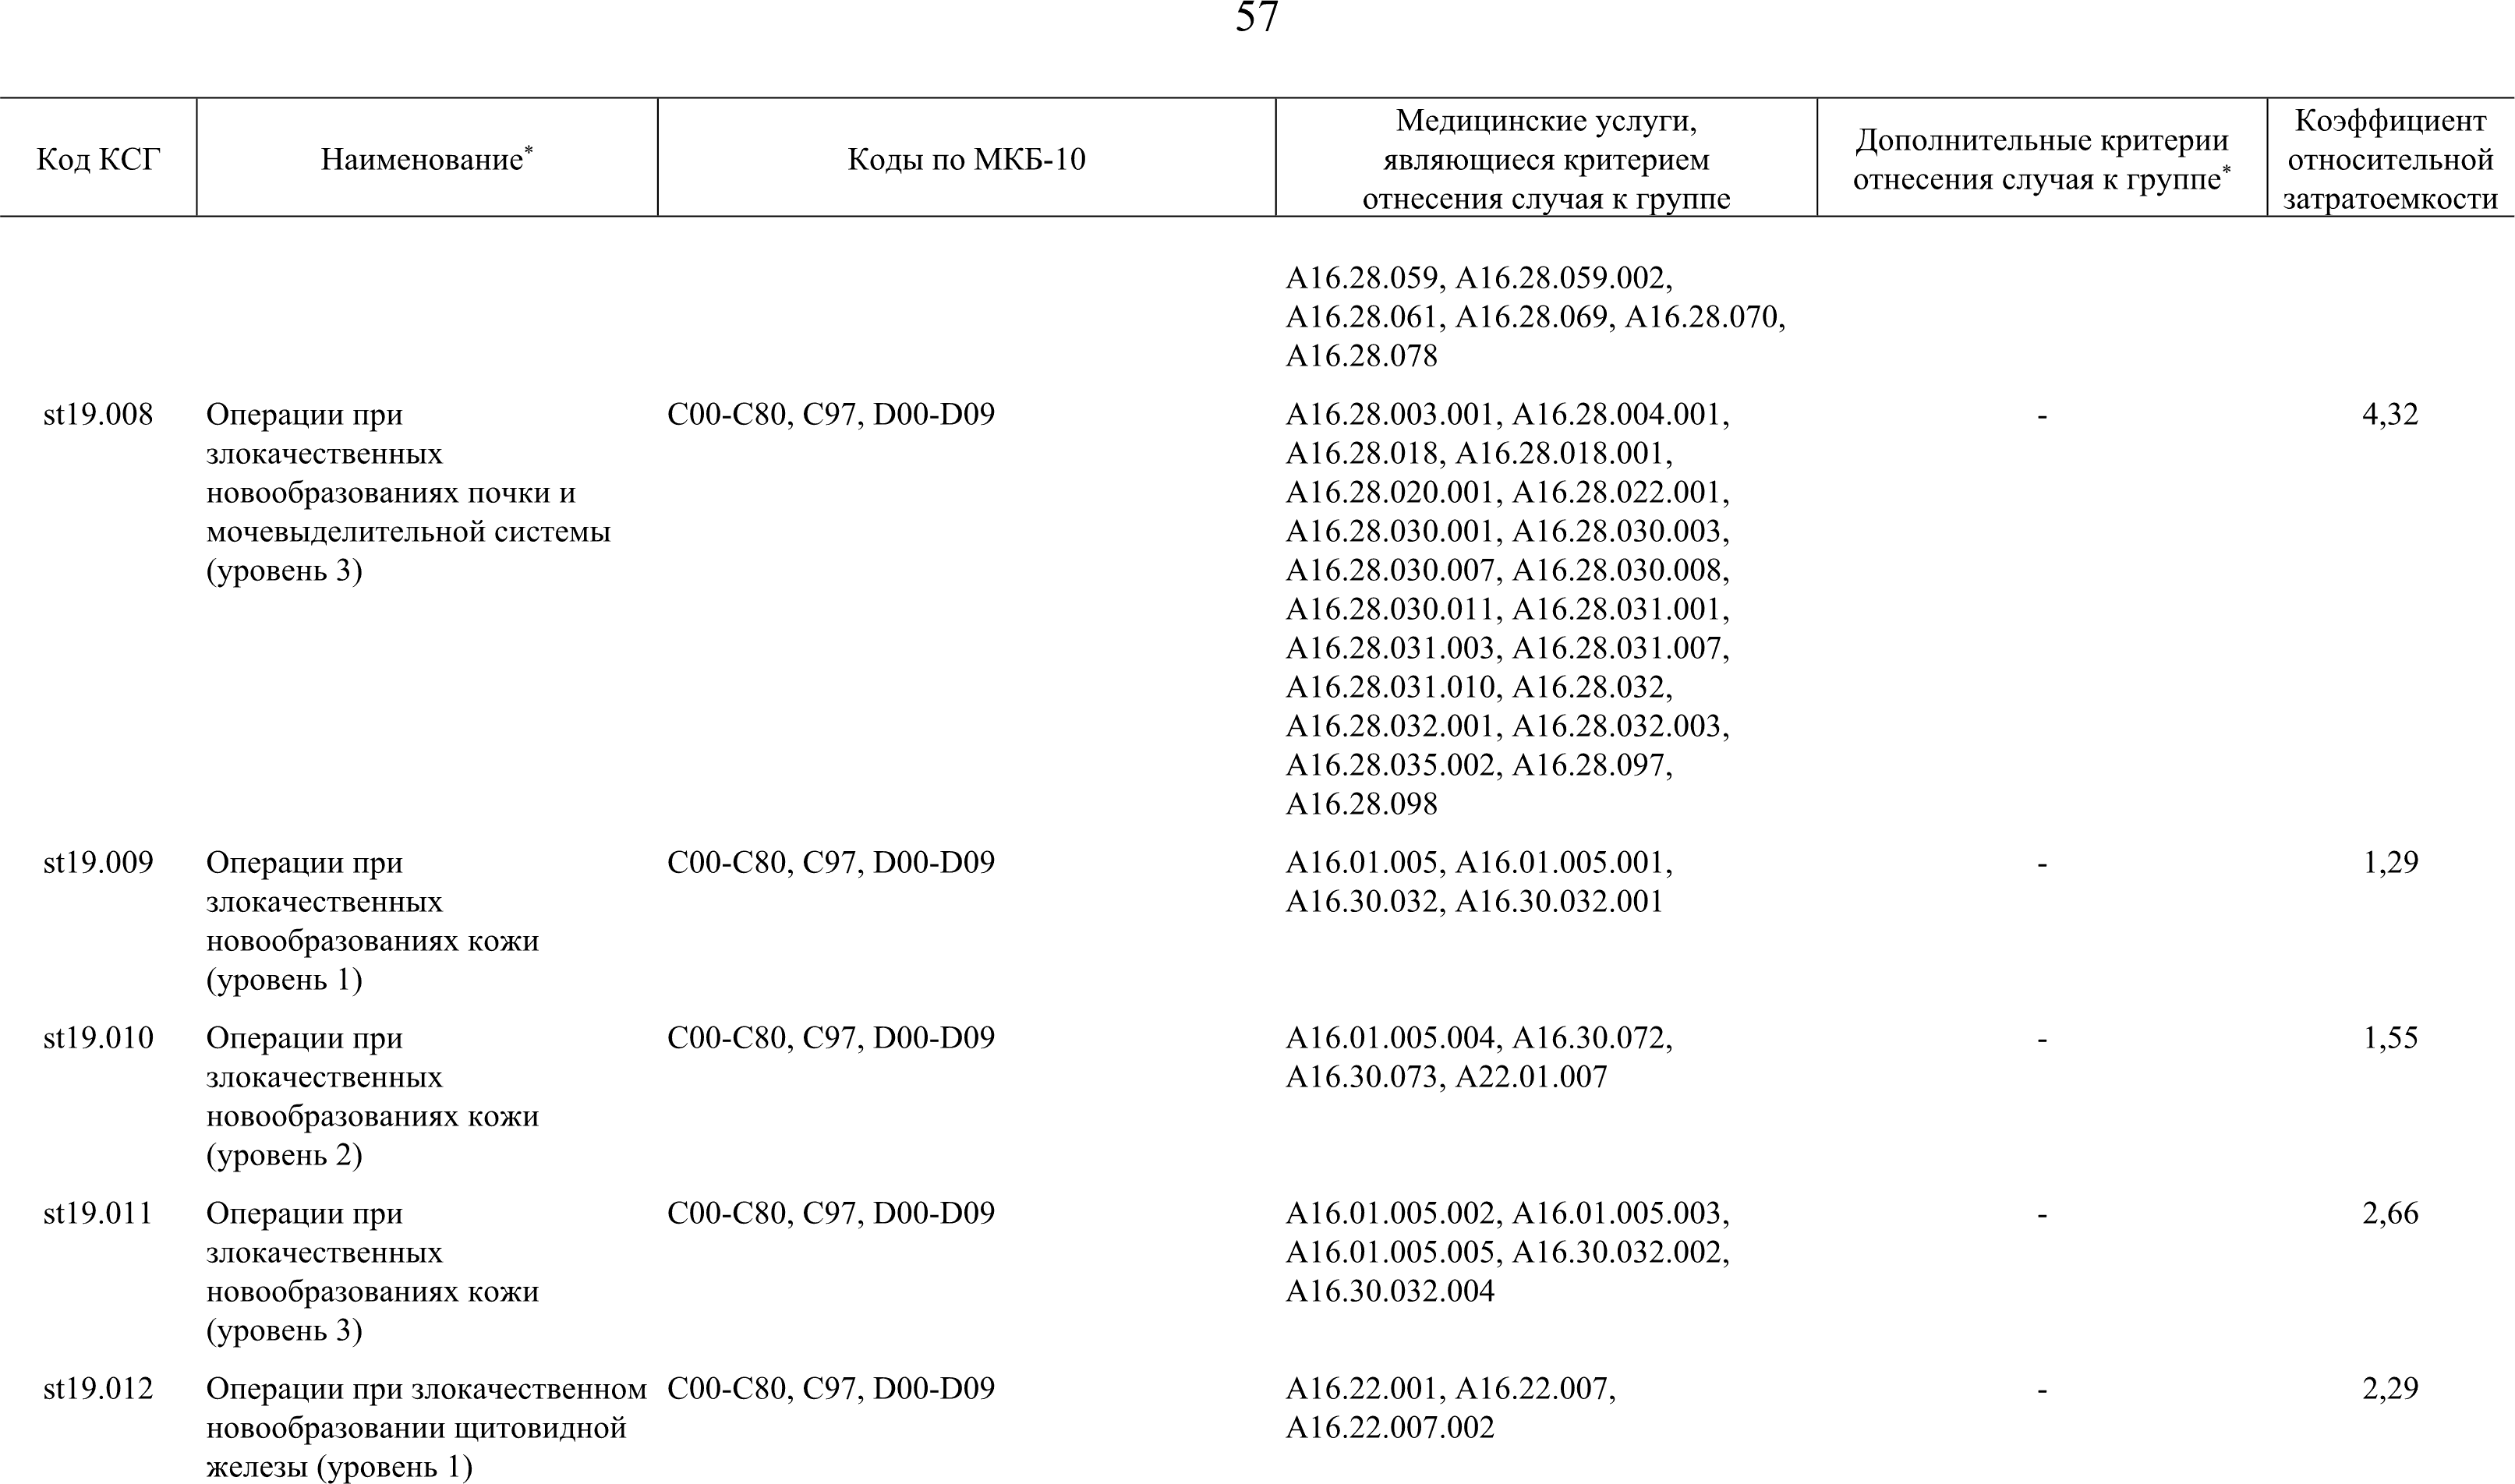 57
Код КСГ
Наименование*
Коды по МКБ-10
Медицинские услуги,
являющиеся критерием
отнесения случая к группе
Дополнительные критерии
отнесения случая к группе*
Коэффициент
относительной
затратоемкости
A16.28.059, A16.28.059.002,
A16.28.061, A16.28.069, A16.28.070,
A16.28.078
st19.008
Операции при
злокачественных
новообразованиях почки и
мочевыделительной системы
(уровень 3)
C00-C80, C97, D00-D09
A16.28.003.001, A16.28.004.001,
A16.28.018, A16.28.018.001,
A16.28.020.001, A16.28.022.001,
A16.28.030.001, A16.28.030.003,
A16.28.030.007, A16.28.030.008,
A16.28.030.011, A16.28.031.001,
A16.28.031.003, A16.28.031.007,
A16.28.031.010, A16.28.032,
A16.28.032.001, A16.28.032.003,
A16.28.035.002, A16.28.097,
A16.28.098
-
4,32
st19.009
Операции при
злокачественных
новообразованиях кожи
(уровень 1)
C00-C80, C97, D00-D09
A16.01.005, A16.01.005.001,
A16.30.032, A16.30.032.001
-
1,29
st19.010
Операции при
злокачественных
новообразованиях кожи
(уровень 2)
C00-C80, C97, D00-D09
A16.01.005.004, A16.30.072,
A16.30.073, A22.01.007
-
1,55
st19.011
Операции при
злокачественных
новообразованиях кожи
(уровень 3)
C00-C80, C97, D00-D09
A16.01.005.002, A16.01.005.003,
A16.01.005.005, A16.30.032.002,
A16.30.032.004
-
2,66
st19.012
Операции при злокачественном
новообразовании щитовидной
железы (уровень 1)
C00-C80, C97, D00-D09
A16.22.001, A16.22.007,
A16.22.007.002
-
2,29